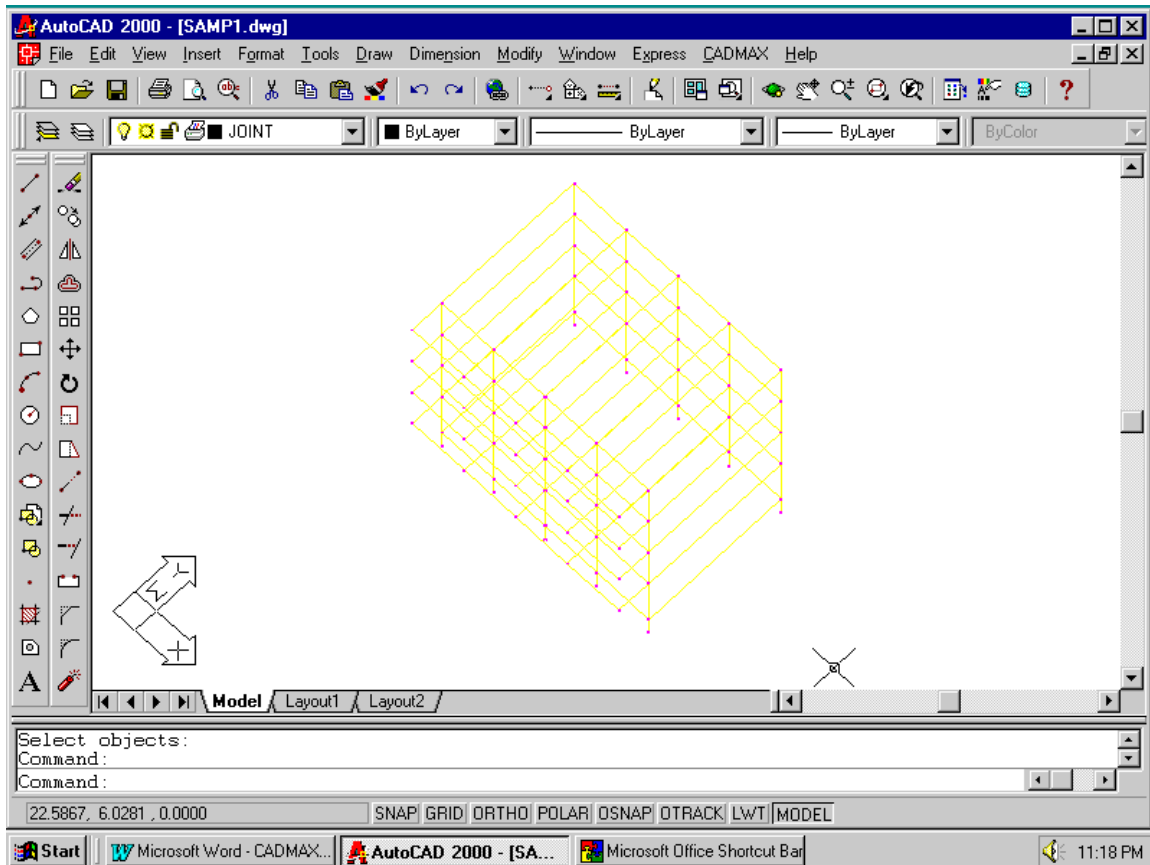 AutoCAD 2000 - [SAMP1.dwg]
File Edit View Insert Format Tools Draw Dimension Modify Window Express CADMAX Help
JOINT ByLayer ByLayer ByLayer ByColor
A
Model Layout1 Layout2
Select objects:
Command:
Command:
22.5867, 6.0281 , 0.0000 SNAP GRID ORTHO POLAR OSNAP OTRACK LWT MODEL
Start Microsoft Word - CADMAX... AutoCAD 2000 - [SA... Microsoft Office Shortcut Bar 11:18 PM